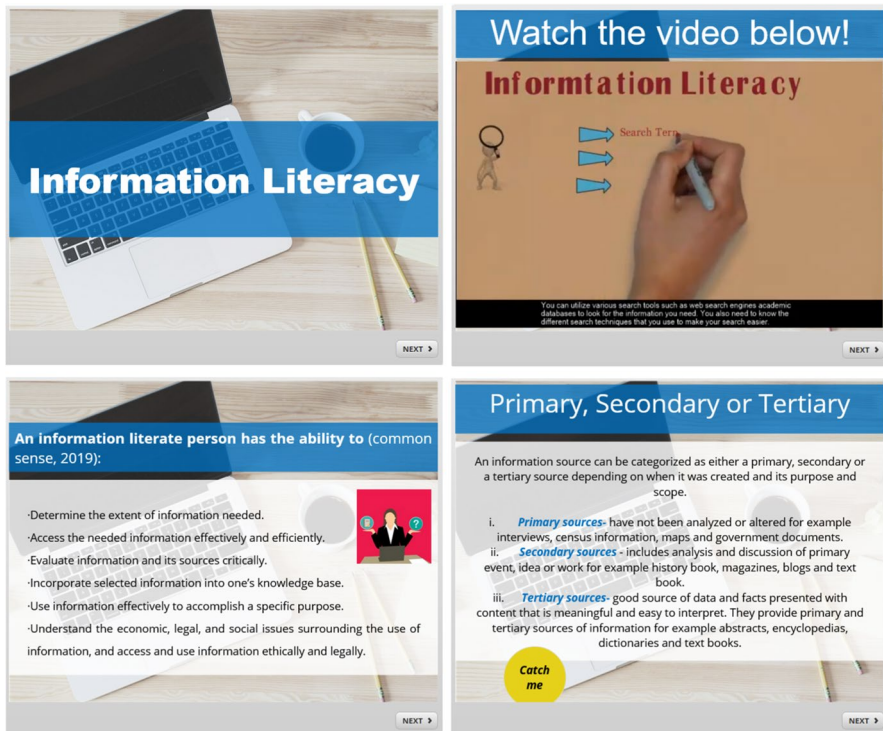 Information Literacy
NEXT >
Watch the video below!
Informtation Literacy
Search Tern
You can utilize various search tools such as web search engines academic
databases to look for the information you need. You also need to know the
different search techniques that you use to make your search easier.
NEXT >
An information literate person has the ability to (common
sense, 2019):
·Determine the extent of information needed.
·Access the needed information effectively and efficiently.
·Evaluate information and its sources critically.
·Incorporate selected information into one's knowledge base.
·Use information effectively to accomplish a specific purpose.
·Understand the economic, legal, and social issues surrounding the use of
information, and access and use information ethically and legally.
NEXT >
Primary, Secondary or Tertiary
An information source can be categorized as either a primary, secondary or
a tertiary source depending on when it was created and its purpose and
scope.
i. Primary sources- have not been analyzed or altered for example
interviews, census information, maps and government documents.
ii. Secondary sources - includes analysis and discussion of primary
event, idea or work for example history book, magazines, blogs and text
book.
iii. Tertiary sources- good source of data and facts presented with
content that is meaningful and easy to interpret. They provide primary and
tertiary sources of information for example abstracts, encyclopedias,
dictionaries and text books.
Catch
me
NEXT >